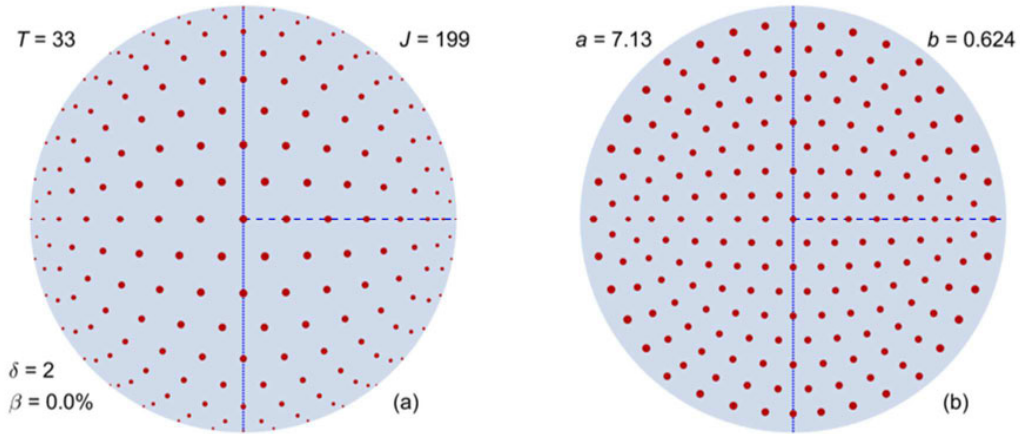 T = 33
J = 199
δ = 2
β = 0.0%
(a)
a = 7.13
b = 0.624
(b)